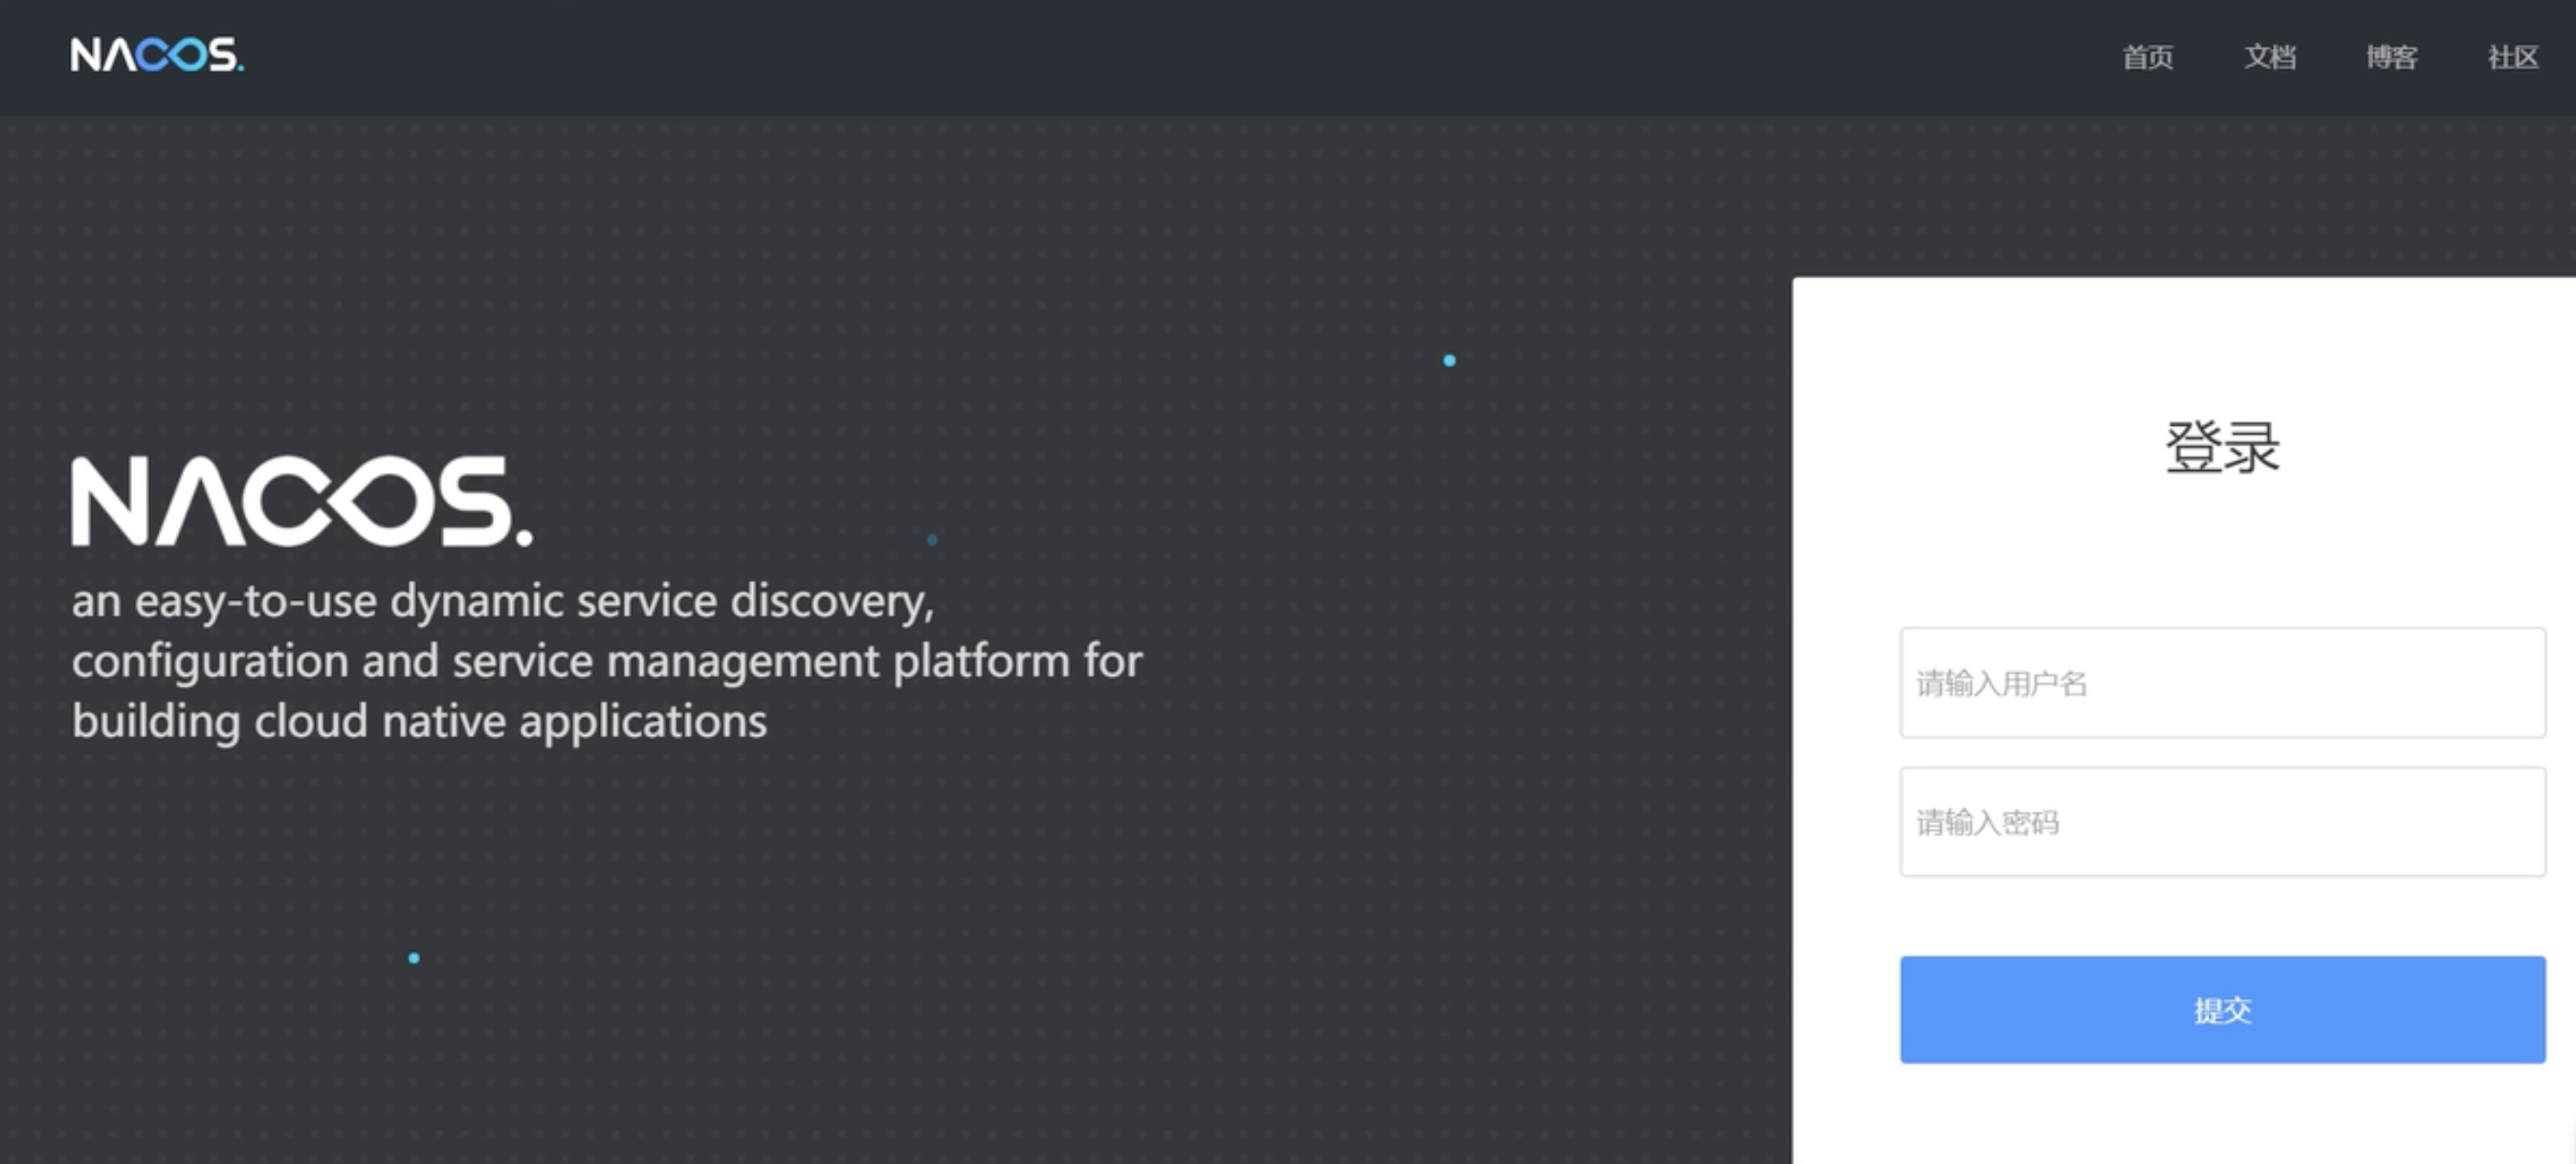 NACOS.
首页 文档 博客 社区
NACOS.
an easy-to-use dynamic service discovery,
configuration and service management platform for
building cloud native applications
登录
请输入用户名
请输入密码
提交